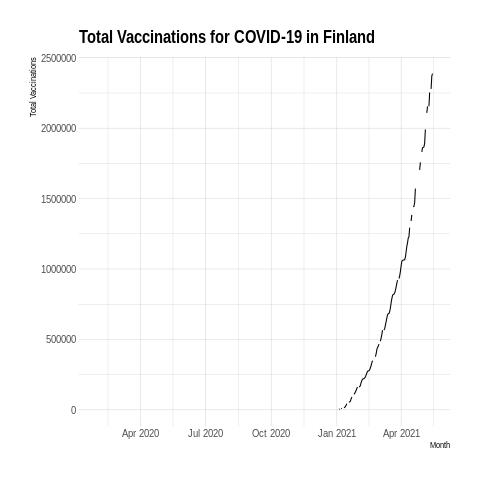 Total Vaccinations for COVID-19 in Finland
Total Vaccinations
2500000
2000000
1500000
1000000
500000
0
Apr 2020 Jul 2020 Oct 2020 Jan 2021 Apr 2021
Month